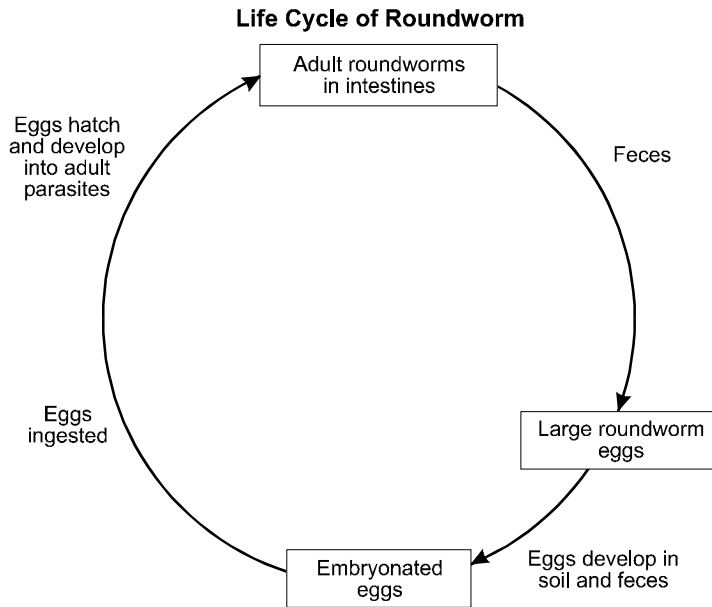 Life Cycle of Roundworm
Adult roundworms
in intestines
Feces
Large roundworm
eggs
Eggs develop in
soil and feces
Embryonated
eggs
Eggs
ingested
Eggs hatch
and develop
into adult
parasites